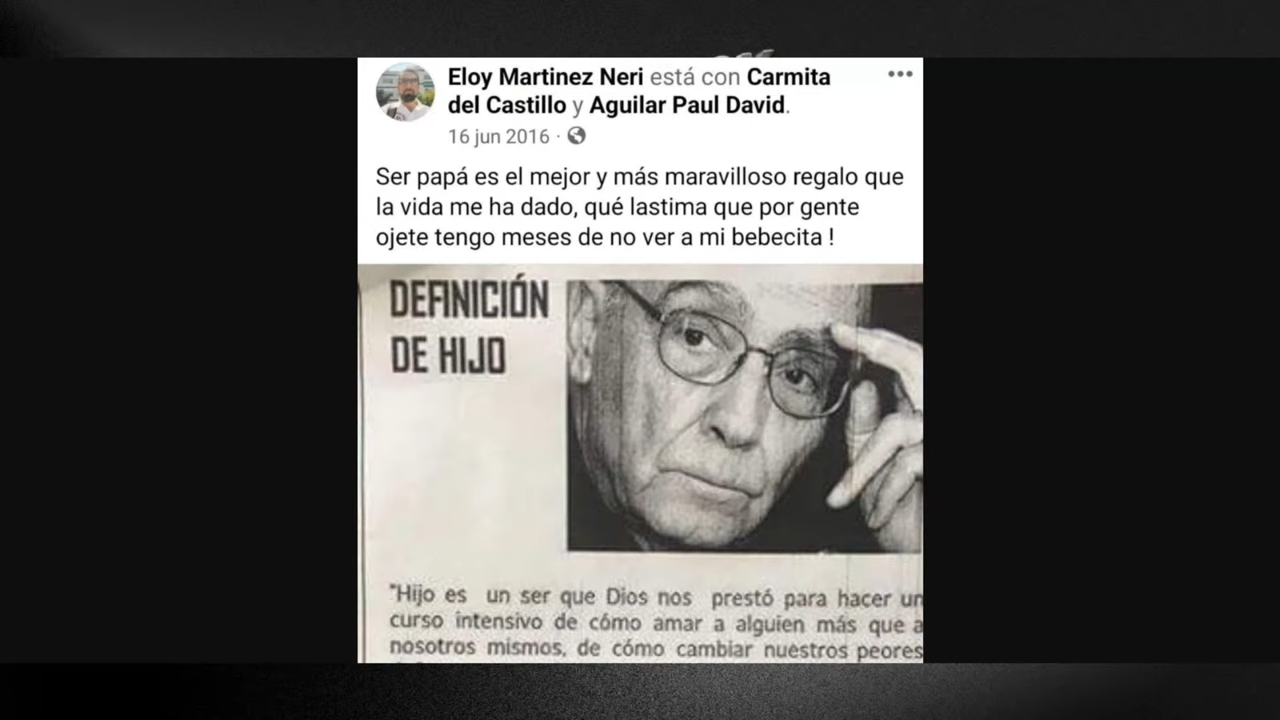 Eloy Martinez Neri está con Carmita
del Castillo y Aguilar Paul David.
16 jun 2016 ·
Ser papá es el mejor y más maravilloso regalo que
la vida me ha dado, qué lastima que por gente
ojete tengo meses de no ver a mi bebecita !
DEFINICIÓN
DE HIJO
"Hijo es un ser que Dios nos prestó para hacer un
curso intensivo de cómo amar a alguien más que a
nosotros mismos, de cómo cambiar nuestros peores